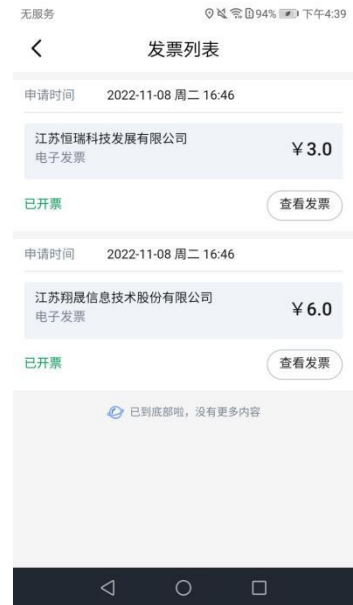 无服务 94% 下午4:39
发票列表
申请时间 2022-11-08 周二 16:46
江苏恒瑞科技发展有限公司 ￥3.0
电子发票
已开票 查看发票
申请时间 2022-11-08 周二 16:46
江苏翔晟信息技术股份有限公司 ￥6.0
电子发票
已开票 查看发票
已到底部啦，没有更多内容